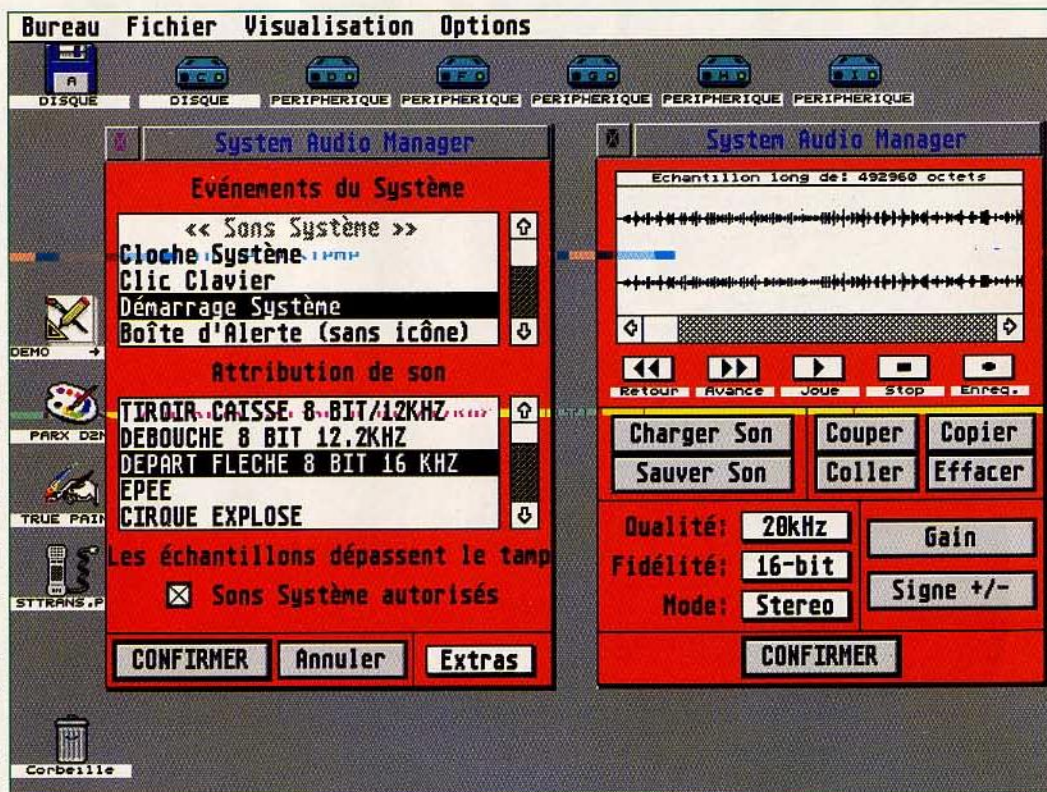 Bureau Fichier Visualisation Options
A
C
D
F
G
H
I
DISQUE
DISQUE
PERIPHERIQUE
PERIPHERIQUE
PERIPHERIQUE
PERIPHERIQUE
PERIPHERIQUE
DEMO
PARX D2M
TRUE PAIN
STTRANS.P
Corbeille
System Audio Manager
Evénements du Système
« Sons Système »
Cloche Système
Clic Clavier
Démarrage Système
Boîte d'Alerte (sans icône)
Attribution de son
TIROIR CAISSE 8 BIT/12KHZ
DEBOUCHE 8 BIT 12.2KHZ
DEPART FLECHE 8 BIT 16 KHZ
EPEE
CIRQUE EXPLOSE
Les échantillons dépassent le tamp
Sons Système autorisés
CONFIRMER
Annuler
Extras
System Audio Manager
Echantillon long de: 492960 octets
Retour
Avance
Joue
Stop
Enreq.
Charger Son
Couper
Copier
Sauver Son
Coller
Effacer
Qualité: 20kHz
Fidélité: 16-bit
Mode: Stereo
Gain
Signe +/-
CONFIRMER